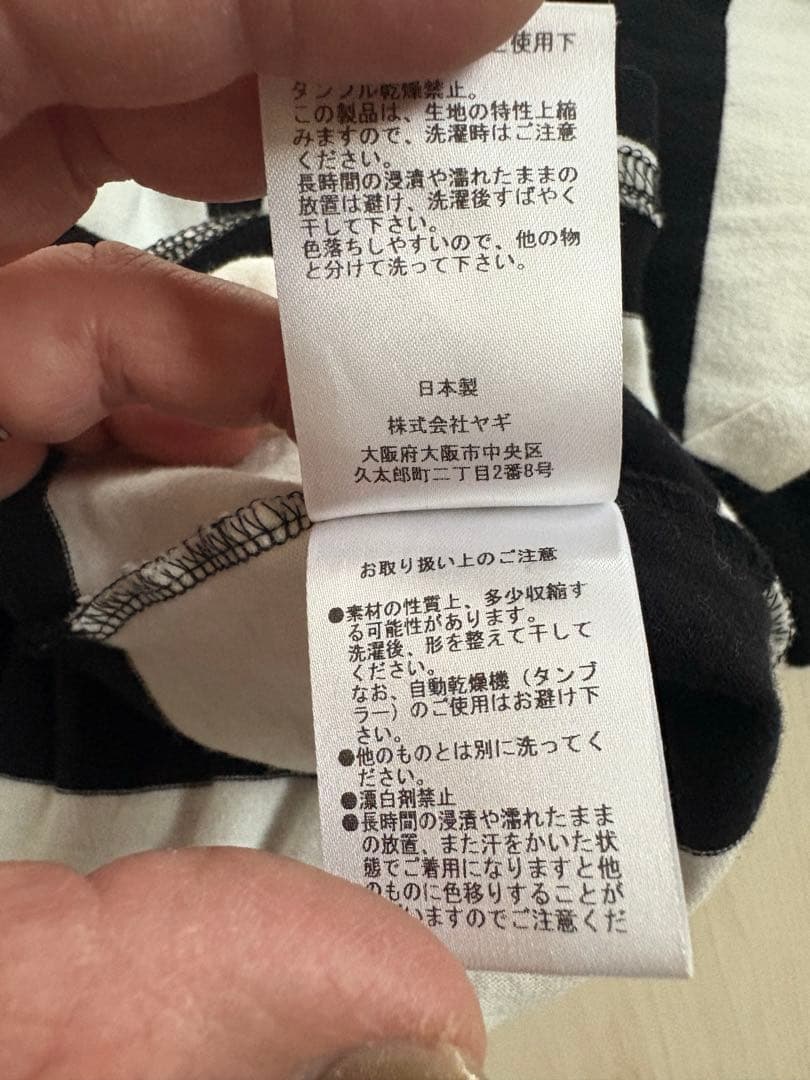 使用下
タンブル乾燥禁止。
この製品は、生地の特性上縮
みますので、洗濯時はご注意
ください。
長時間の浸漬や濡れたままの
放置は避け、洗濯後すばやく
干して下さい。
色落ちしやすいので、他の物
と分けて洗って下さい。
日本製
株式会社ヤギ
大阪府大阪市中央区
久太郎町二丁目2番8号
お取り扱い上のご注意
●素材の性質上、多少収縮す
る可能性があります。
洗濯後、形を整えて干して
ください。
なお、自動乾燥機（タンブ
ラー）のご使用はお避け下
さい。
●他のものとは別に洗ってく
ださい。
●漂白剤禁止
●長時間の浸漬や濡れたまま
の放置、また汗をかいた状
態でご着用になりますと他
のものに色移りすることが
いますのでご注意くだ